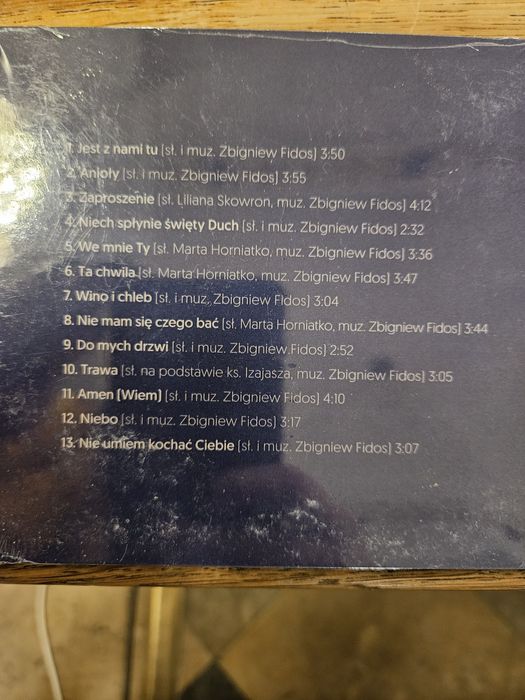 1. Jest z nami tu [sł. i muz. Zbigniew Fidos] 3:50
2. Anioły [sł. i muz. Zbigniew Fidos] 3:55
3. Zaproszenie [sł. Liliana Skowron, muz. Zbigniew Fidos] 4:12
4. Niech spłynie święty Duch [sł. i muz. Zbigniew Fidos] 2:32
5. We mnie Ty [sł. Marta Horniatko, muz. Zbigniew Fidos] 3:36
6. Ta chwila [sł. Marta Horniatko, muz. Zbigniew Fidos] 3:47
7. Wino i chleb [sł. i muz. Zbigniew Fidos] 3:04
8. Nie mam się czego bać [sł. Marta Horniatko, muz. Zbigniew Fidos] 3:44
9. Do mych drzwi [sł. i muz. Zbigniew Fidos] 2:52
10. Trawa [sł. na podstawie ks. Izajasza, muz. Zbigniew Fidos] 3:05
11. Amen (Wiem) [sł. i muz. Zbigniew Fidos] 4:10
12. Niebo [sł. i muz. Zbigniew Fidos] 3:17
13. Nie umiem kochać Ciebie [sł. i muz. Zbigniew Fidos] 3:07